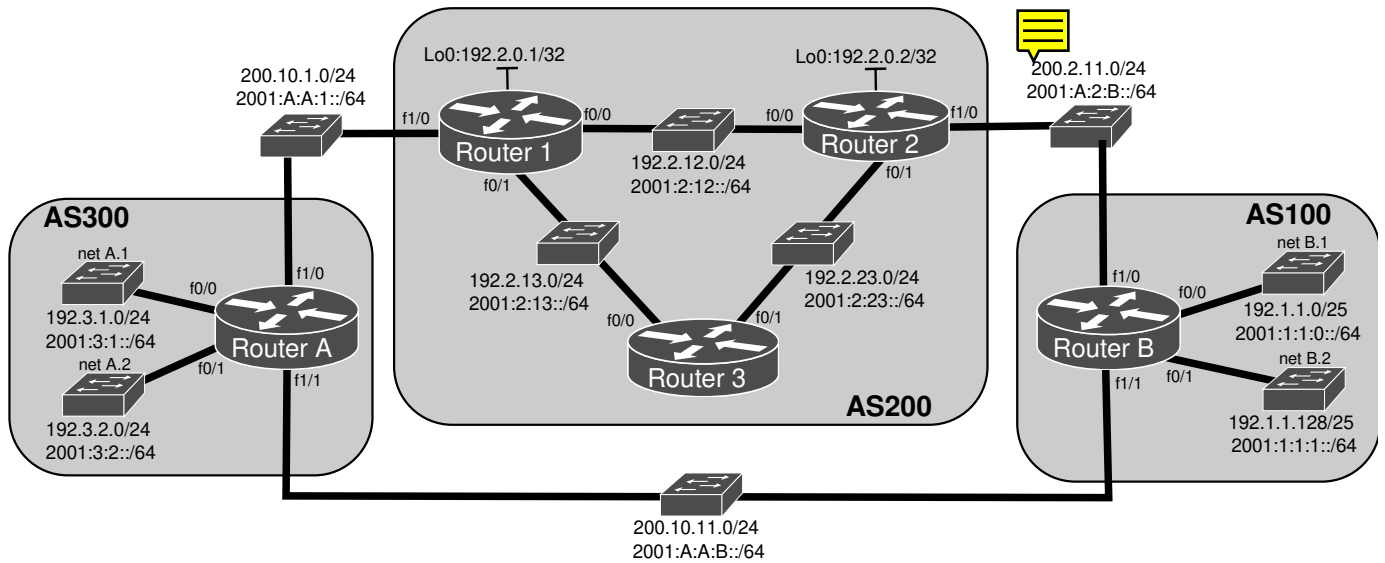 Lo0:192.2.0.1/32
Lo0:192.2.0.2/32
200.10.1.0/24
2001:A:A:1::/64
200.2.11.0/24
2001:A:2:B::/64
f1/0
f0/0
f0/0
f1/0
Router 1
Router 2
192.2.12.0/24
2001:2:12::/64
f0/1
f0/1
AS300
AS100
net A.1
net B.1
192.2.13.0/24
2001:2:13::/64
192.2.23.0/24
2001:2:23::/64
f1/0
f1/0
f0/0
f0/0
192.3.1.0/24
2001:3:1::/64
192.1.1.0/25
2001:1:1:0::/64
f0/0
f0/1
Router A
Router 3
Router B
net A.2
f0/1
f1/1
f1/1
f0/1
net B.2
AS200
192.3.2.0/24
2001:3:2::/64
192.1.1.128/25
2001:1:1:1::/64
200.10.11.0/24
2001:A:A:B::/64